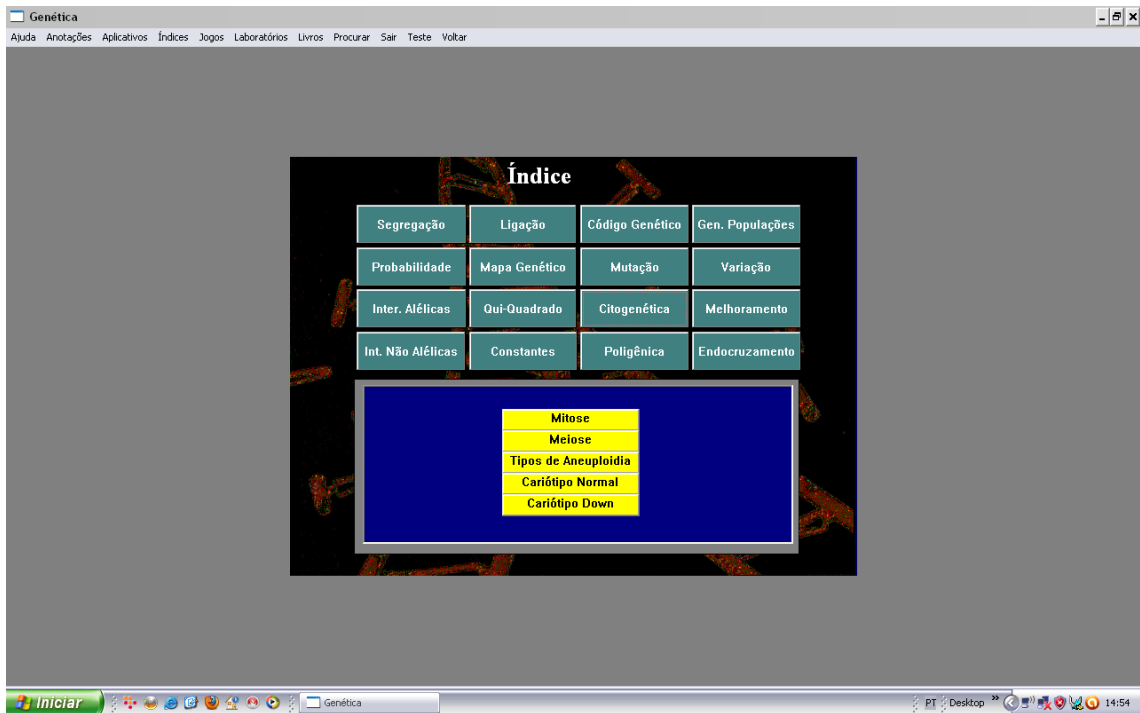 Genética
Ajuda Anotações Aplicativos Índices Jogos Laboratórios Livros Procurar Sair Teste Voltar
Índice
Segregação Ligação Código Genético Gen. Populações
Probabilidade Mapa Genético Mutação Variação
Inter. Alélicas Qui-Quadrado Citogenética Melhoramento
Int. Não Alélicas Constantes Poligênica Endocruzamento
Mitose
Meiose
Tipos de Aneuploidia
Cariótipo Normal
Cariótipo Down
Iniciar Genética PT Desktop 14:54